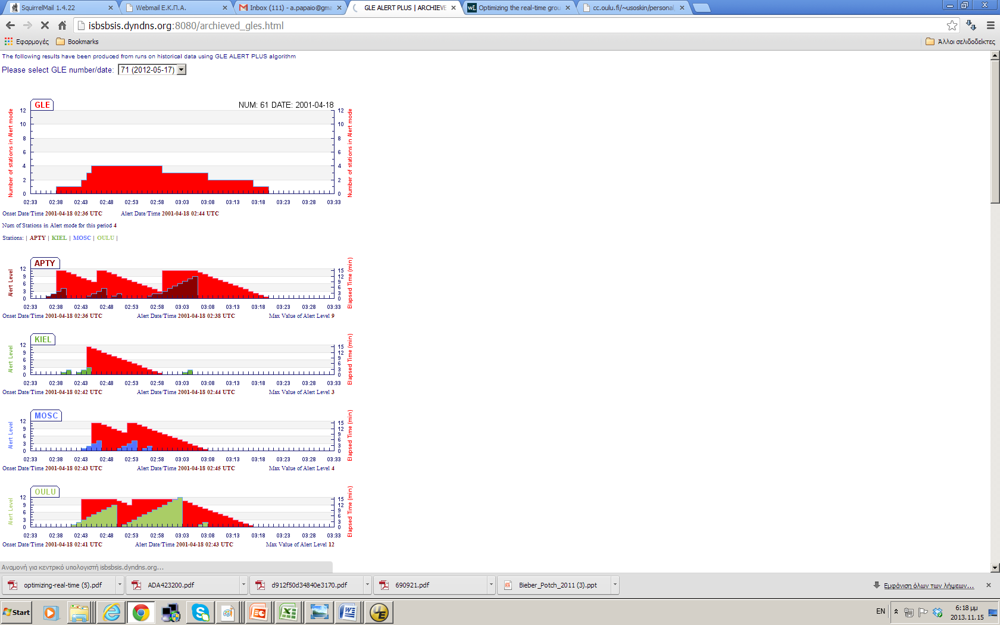 SquirrelMail 1.4.22
Webmail Ε.Κ.Π.Α.
Inbox (111) - a.papaio@gma
GLE ALERT PLUS | ARCHIEVE
Optimizing the real-time grou
cc.oulu.fi/~usoskin/personal
isbsbsis.dyndns.org:8080/archieved_gles.html
Εφαρμογές
Bookmarks
Άλλοι σελιδοδείκτες
The following results have been produced from runs on historical data using GLE ALERT PLUS algorithm
Please select GLE number/date: 71 (2012-05-17)
GLE
NUM: 61 DATE: 2001-04-18
Number of stations in Alert mode
12 10 8 6 4 2 0
12 10 8 6 4 2 0
Number of stations in Alert mode
02:33 02:38 02:43 02:48 02:53 02:58 03:03 03:08 03:13 03:18 03:23 03:28 03:33
Onset Date/Time 2001-04-18 02:36 UTC Alert Date/Time 2001-04-18 02:44 UTC
Num of Stations in Alert mode for this period 4
Stations: | APTY | KIEL | MOSC | OULU |
APTY
Alert Level
12 9 6 3 0
15 12 9 6 3 0
Elapsed Time (min)
02:33 02:38 02:43 02:48 02:53 02:58 03:03 03:08 03:13 03:18 03:23 03:28 03:33
Onset Date/Time 2001-04-18 02:36 UTC Alert Date/Time 2001-04-18 02:38 UTC Max Value of Alert Level 9
KIEL
Alert Level
12 9 6 3 0
15 12 9 6 3 0
Elapsed Time (min)
02:33 02:38 02:43 02:48 02:53 02:58 03:03 03:08 03:13 03:18 03:23 03:28 03:33
Onset Date/Time 2001-04-18 02:42 UTC Alert Date/Time 2001-04-18 02:44 UTC Max Value of Alert Level 3
MOSC
Alert Level
12 9 6 3 0
15 12 9 6 3 0
Elapsed Time (min)
02:33 02:38 02:43 02:48 02:53 02:58 03:03 03:08 03:13 03:18 03:23 03:28 03:33
Onset Date/Time 2001-04-18 02:43 UTC Alert Date/Time 2001-04-18 02:45 UTC Max Value of Alert Level 4
OULU
Alert Level
12 9 6 3 0
15 12 9 6 3 0
Elapsed Time (min)
02:33 02:38 02:43 02:48 02:53 02:58 03:03 03:08 03:13 03:18 03:23 03:28 03:33
Onset Date/Time 2001-04-18 02:41 UTC Alert Date/Time 2001-04-18 02:43 UTC Max Value of Alert Level 12
Αναμονή για κεντρικό υπολογιστή isbsbsis.dyndns.org...
optimizing-real-time (5).pdf
ADA423200.pdf
d912f50d34840e3170.pdf
690921.pdf
Bieber_Potch_2011 (3).ppt
Εμφάνιση όλων των λήψεων...
Start
EN
6:18 μμ
2013.11.15